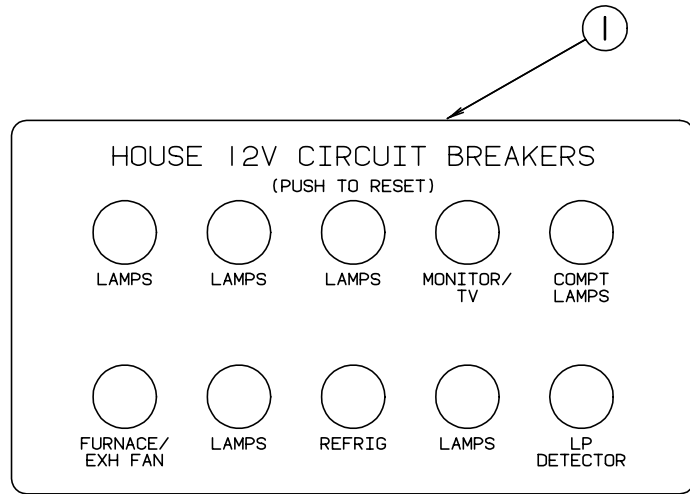 1
HOUSE 12V CIRCUIT BREAKERS
(PUSH TO RESET)
LAMPS LAMPS LAMPS MONITOR/ COMPT
TV LAMPS
FURNACE/ LAMPS REFRIG LAMPS LP
EXH FAN DETECTOR